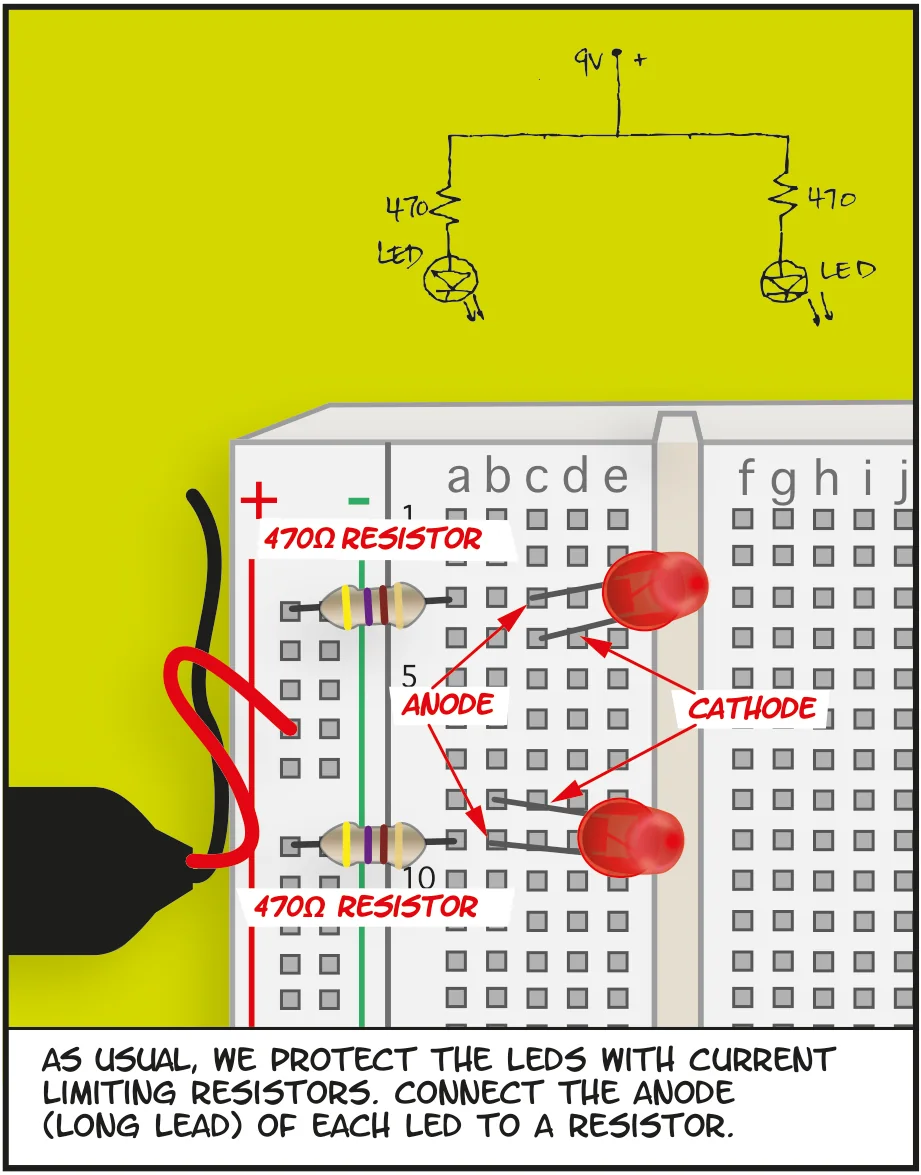 9V +
470
470
LED
LED
+ -
a b c d e f g h i j
1
470Ω RESISTOR
5
ANODE
CATHODE
10
470Ω RESISTOR
AS USUAL, WE PROTECT THE LEDS WITH CURRENT
LIMITING RESISTORS. CONNECT THE ANODE
(LONG LEAD) OF EACH LED TO A RESISTOR.